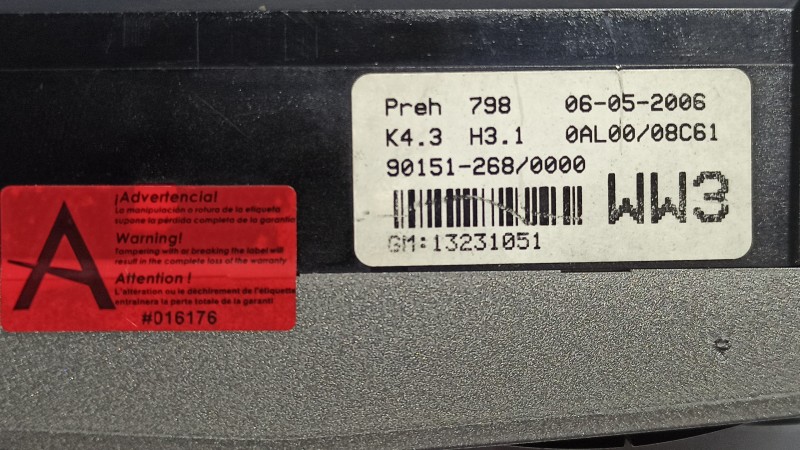 Preh 798 06-05-2006
K4.3 H3.1 0AL00/08C61
90151-268/0000
WW3
GM:13231051
A
¡Advertencia!
La manipulación o rotura de la etiqueta
supone la pérdida completa de la garantía
Warning!
Tampering with or breaking the label will
result in the complete loss of the warranty
Attention !
L'alteration ou le déchirement de l'etiquette
entraînera la perte totale de la garanti
#016176